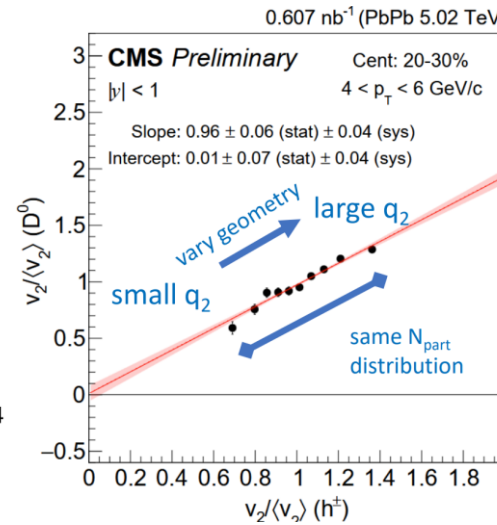 0.607 nb⁻¹ (PbPb 5.02 TeV
CMS Preliminary
Cent: 20-30%
|y| < 1
4 < p_T < 6 GeV/c
Slope: 0.96 ± 0.06 (stat) ± 0.04 (sys)
Intercept: 0.01 ± 0.07 (stat) ± 0.04 (sys)
vary geometry
large q₂
small q₂
same N_part
distribution
v₂/⟨v₂⟩ (D⁰)
3
2.5
2
1.5
1
0.5
0
−0.5
4
0 0.2 0.4 0.6 0.8 1 1.2 1.4 1.6 1.8
v₂/⟨v₂⟩ (h±)